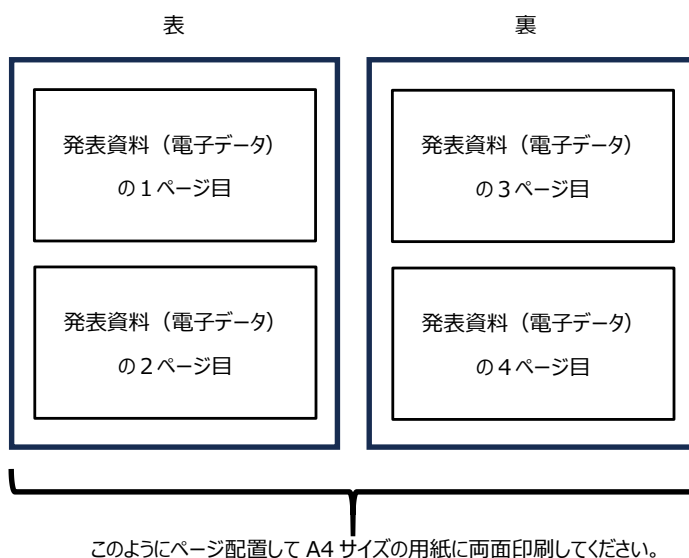 表
発表資料（電子データ）
の１ページ目
発表資料（電子データ）
の２ページ目
裏
発表資料（電子データ）
の３ページ目
発表資料（電子データ）
の４ページ目
このようにページ配置して A4 サイズの用紙に両面印刷してください。